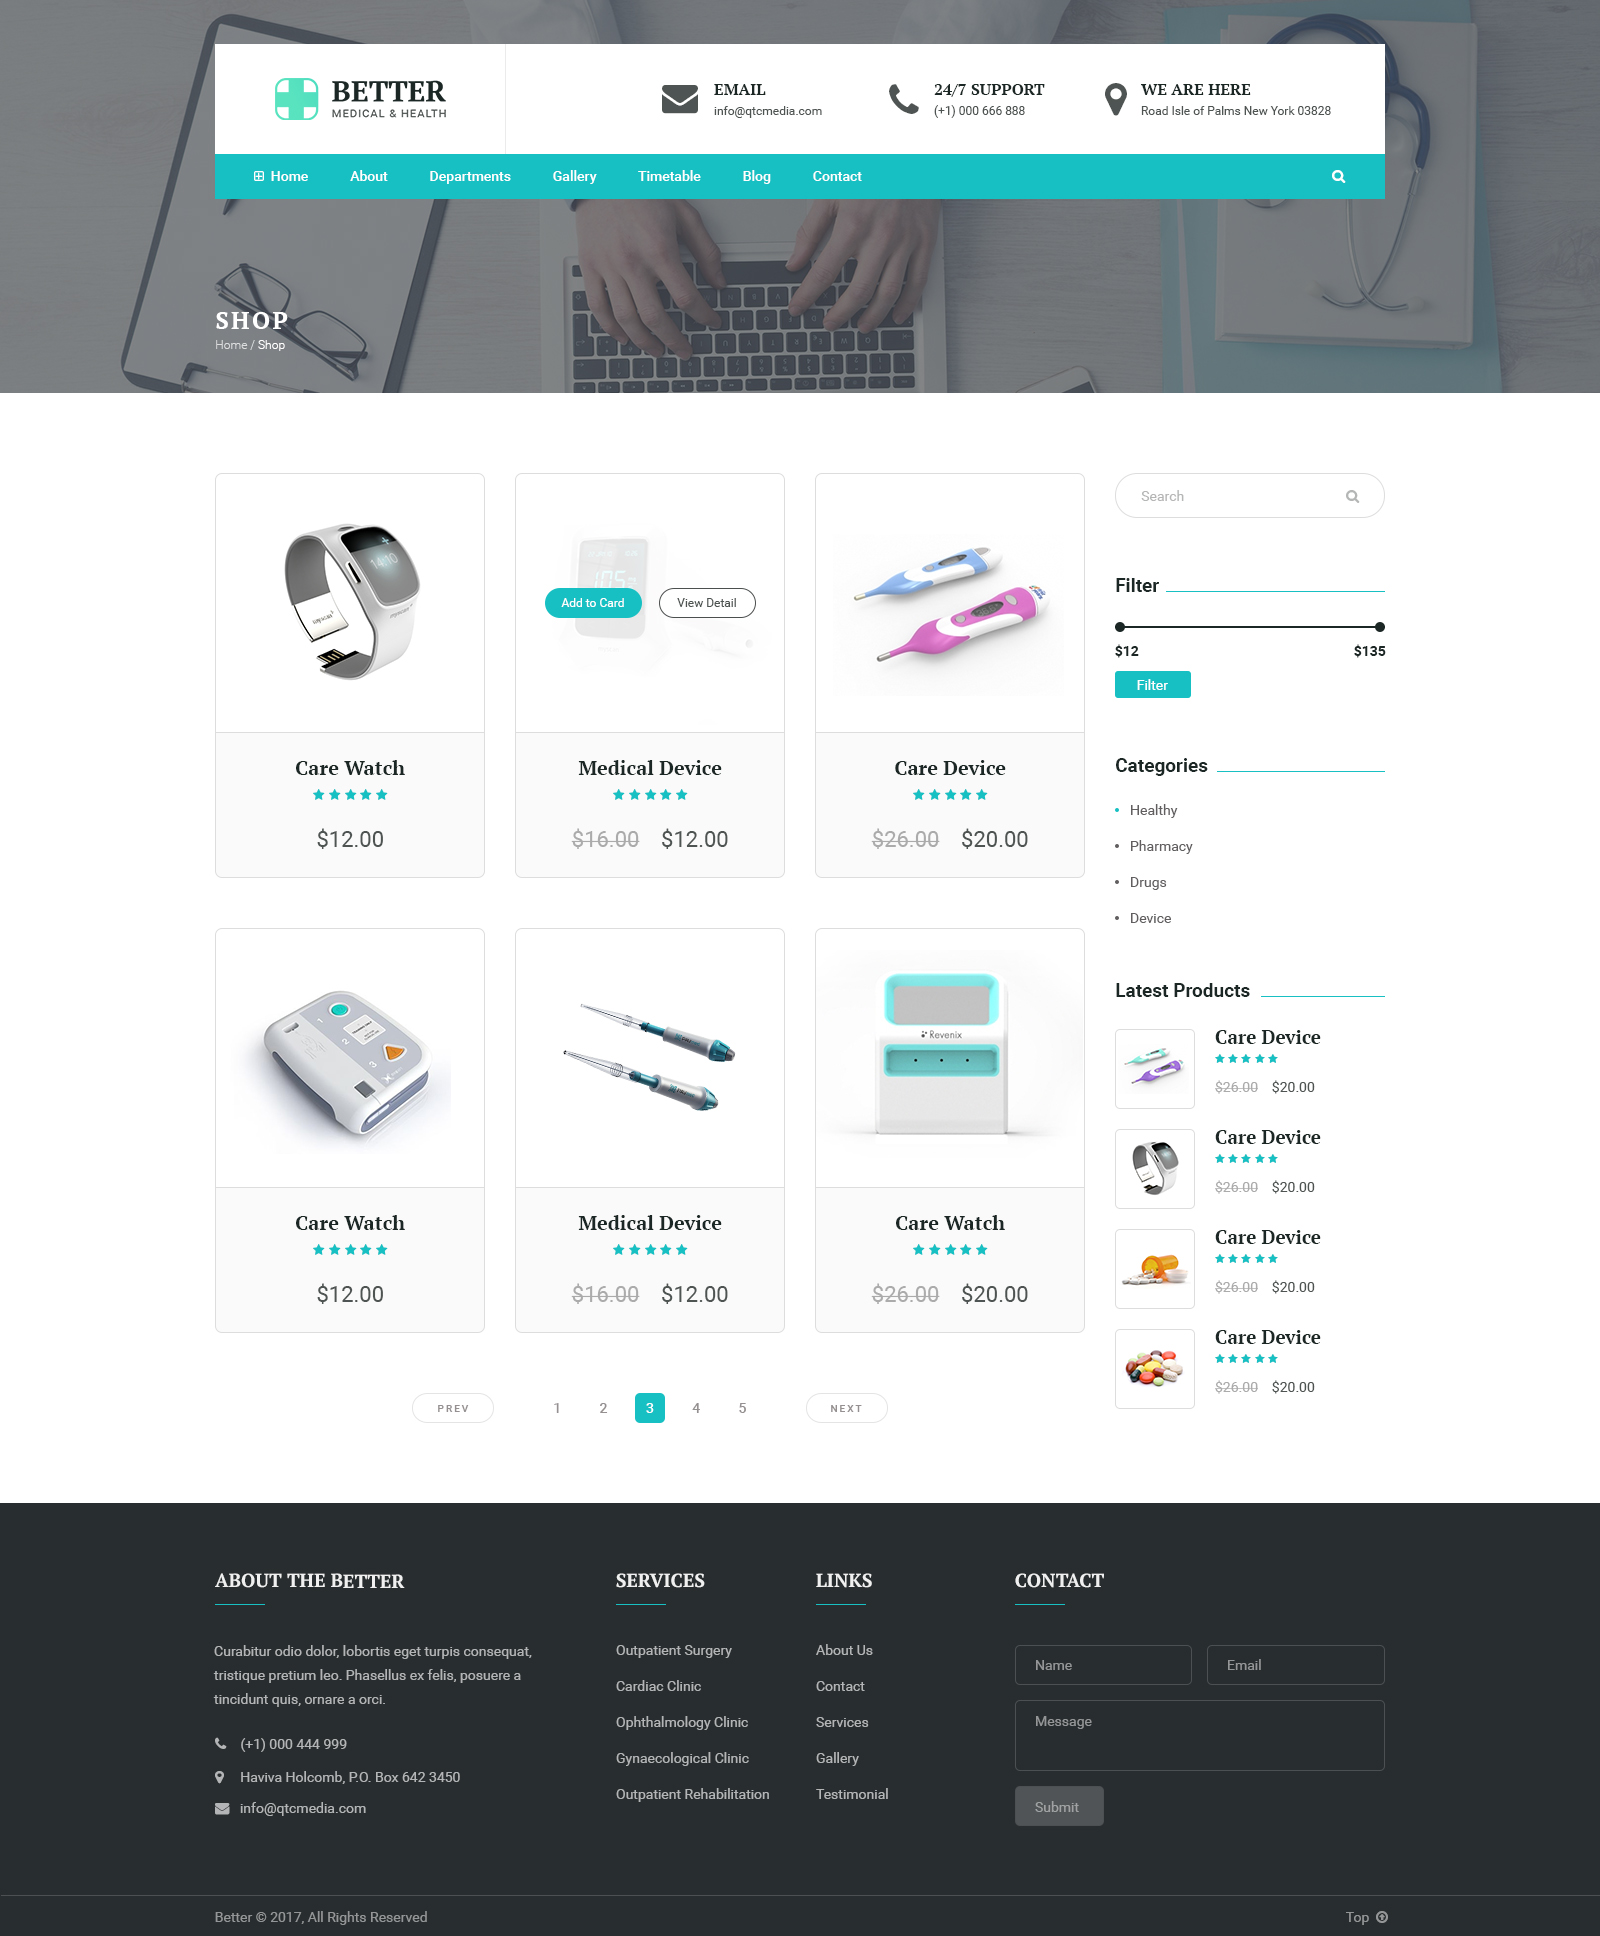 BETTER
MEDICAL & HEALTH
EMAIL
info@qtcmedia.com
24/7 SUPPORT
(+1) 000 666 888
WE ARE HERE
Road Isle of Palms New York 03828
Home About Departments Gallery Timetable Blog Contact
SHOP
Home / Shop
14:10
105
Add to Card
View Detail
Care Watch
$12.00
Medical Device
$16.00 $12.00
Care Device
$26.00 $20.00
1
2
3
Revenix
Care Watch
$12.00
Medical Device
$16.00 $12.00
Care Watch
$26.00 $20.00
PREV 1 2 3 4 5 NEXT
Search
Filter
$12 $135
Filter
Categories
Healthy
Pharmacy
Drugs
Device
Latest Products
Care Device
$26.00 $20.00
Care Device
$26.00 $20.00
Care Device
$26.00 $20.00
Care Device
$26.00 $20.00
ABOUT THE BETTER
Curabitur odio dolor, lobortis eget turpis consequat,
tristique pretium leo. Phasellus ex felis, posuere a
tincidunt quis, ornare a orci.
(+1) 000 444 999
Haviva Holcomb, P.O. Box 642 3450
info@qtcmedia.com
SERVICES
Outpatient Surgery
Cardiac Clinic
Ophthalmology Clinic
Gynaecological Clinic
Outpatient Rehabilitation
LINKS
About Us
Contact
Services
Gallery
Testimonial
CONTACT
Name
Email
Message
Submit
Better © 2017, All Rights Reserved
Top